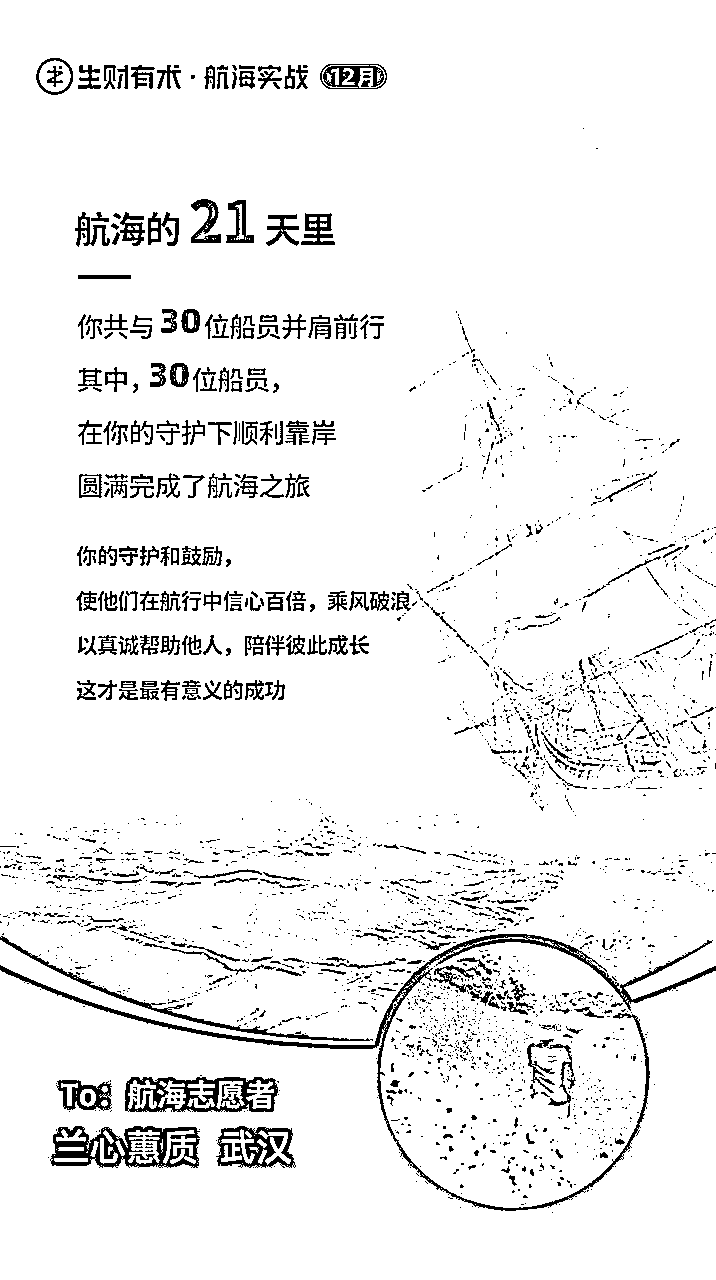 生财有术·航海实战 12月
航海的 21 天里
你共与 30 位船员并肩前行
其中，30 位船员，
在你的守护下顺利靠岸
圆满完成了航海之旅
你的守护和鼓励，
使他们在航行中信心百倍，乘风破浪
以真诚帮助他人，陪伴彼此成长
这才是最有意义的成功
To：航海志愿者
兰心蕙质 武汉